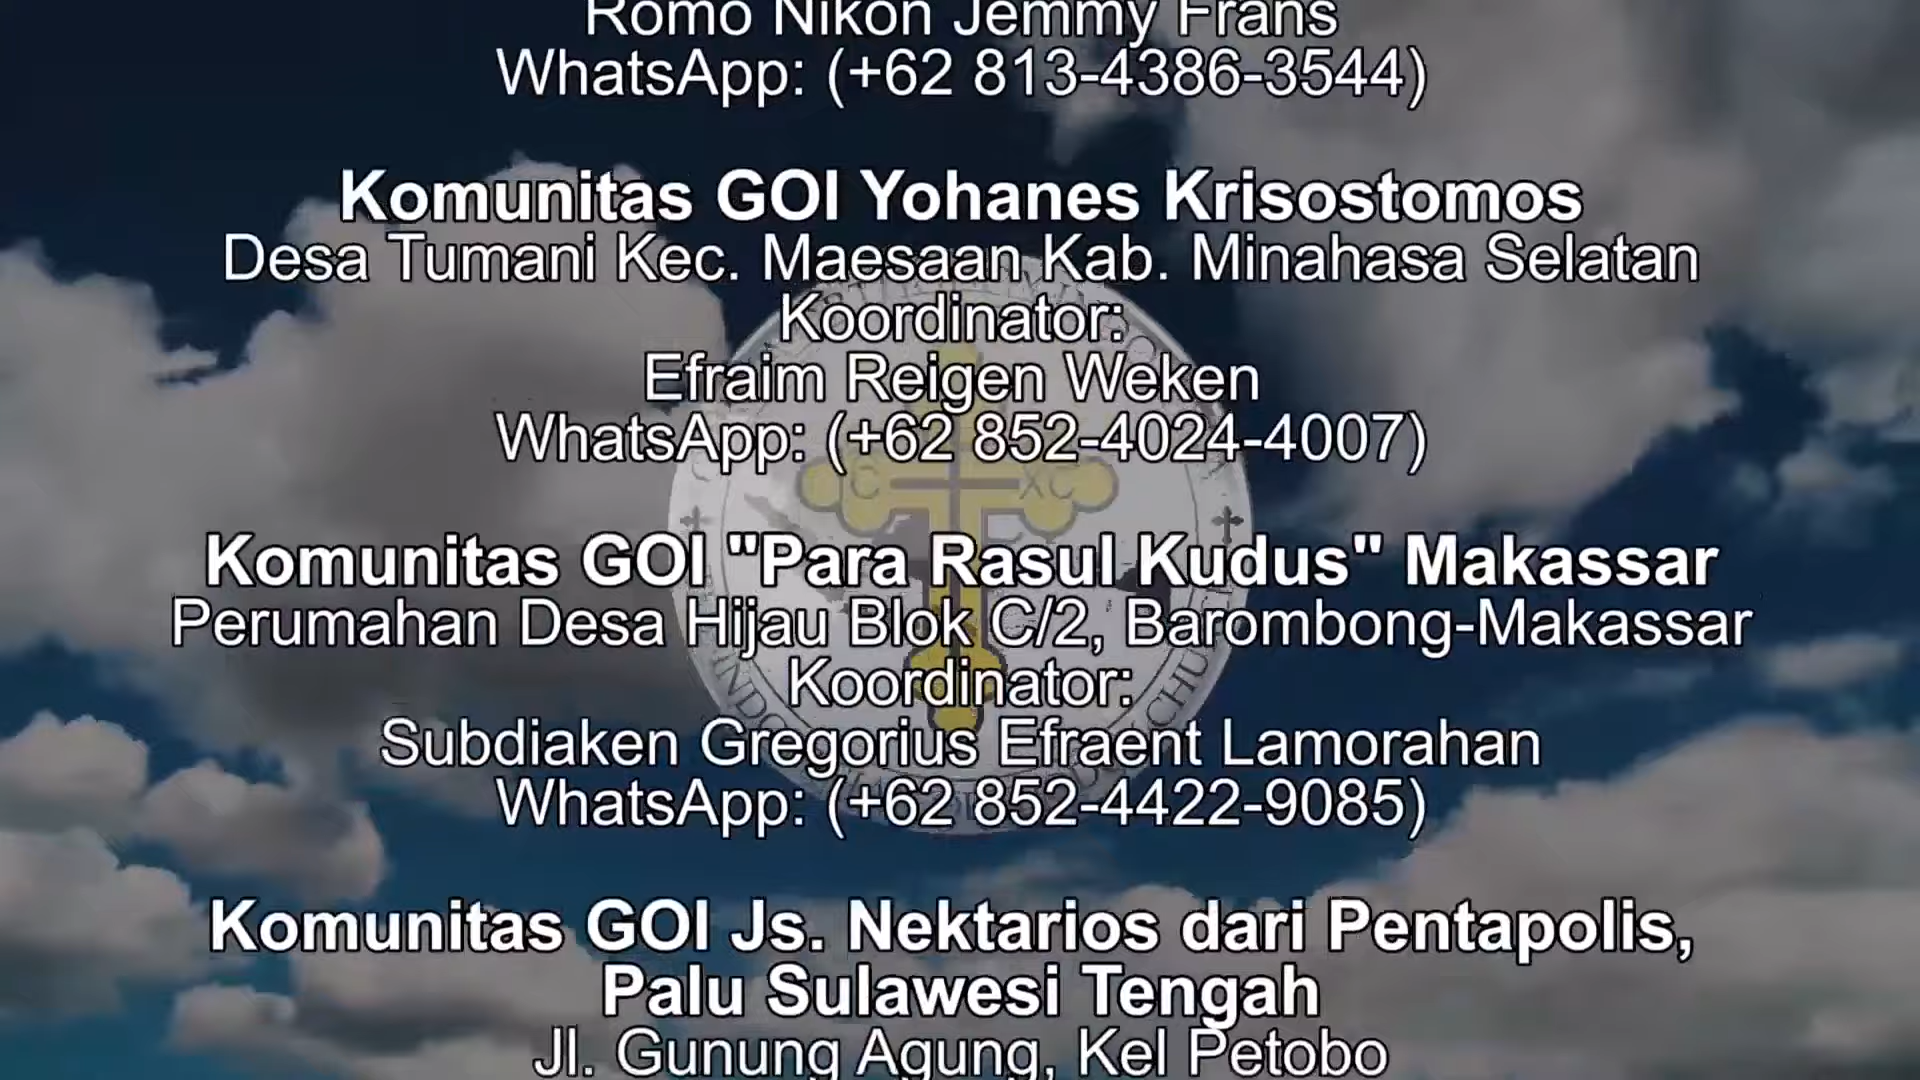 Romo Nikon Jemmy Frans
WhatsApp: (+62 813-4386-3544)
Komunitas GOI Yohanes Krisostomos
Desa Tumani Kec. Maesaan Kab. Minahasa Selatan
Koordinator:
Efraim Reigen Weken
WhatsApp: (+62 852-4024-4007)
Komunitas GOI "Para Rasul Kudus" Makassar
Perumahan Desa Hijau Blok C/2, Barombong-Makassar
Koordinator:
Subdiaken Gregorius Efraent Lamorahan
WhatsApp: (+62 852-4422-9085)
Komunitas GOI Js. Nektarios dari Pentapolis,
Palu Sulawesi Tengah
Jl. Gunung Agung, Kel Petobo
C XC